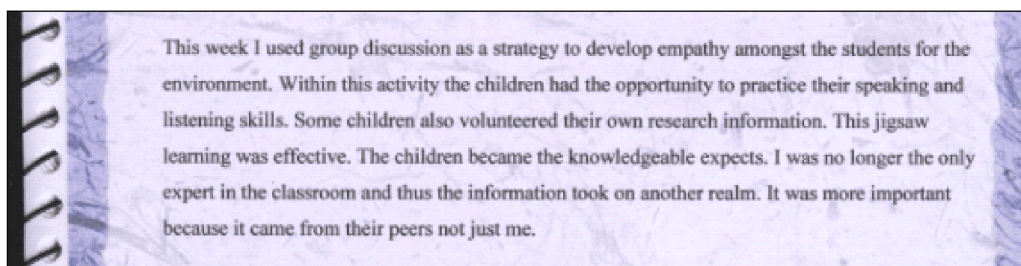 This week I used group discussion as a strategy to develop empathy amongst the students for the
environment. Within this activity the children had the opportunity to practice their speaking and
listening skills. Some children also volunteered their own research information. This jigsaw
learning was effective. The children became the knowledgeable expects. I was no longer the only
expert in the classroom and thus the information took on another realm. It was more important
because it came from their peers not just me.